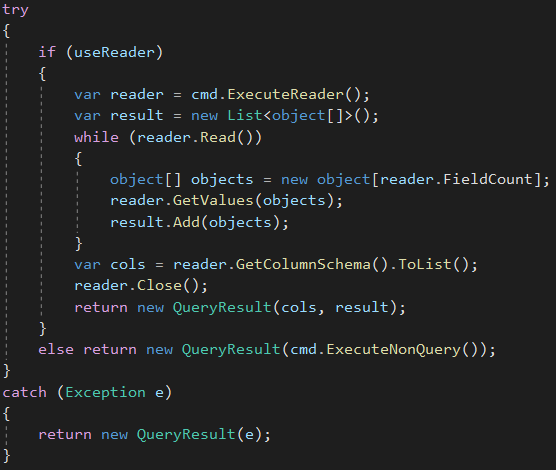 try
{
    if (useReader)
    {
        var reader = cmd.ExecuteReader();
        var result = new List<object[]>();
        while (reader.Read())
        {
            object[] objects = new object[reader.FieldCount];
            reader.GetValues(objects);
            result.Add(objects);
        }
        var cols = reader.GetColumnSchema().ToList();
        reader.Close();
        return new QueryResult(cols, result);
    }
    else return new QueryResult(cmd.ExecuteNonQuery());
}
catch (Exception e)
{
    return new QueryResult(e);
}